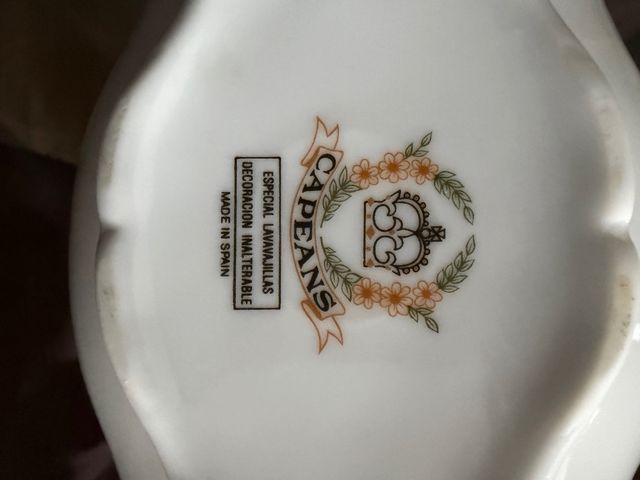 CAPEANS
ESPECIAL LAVAVAJILLAS
DECORACION INALTERABLE
MADE IN SPAIN